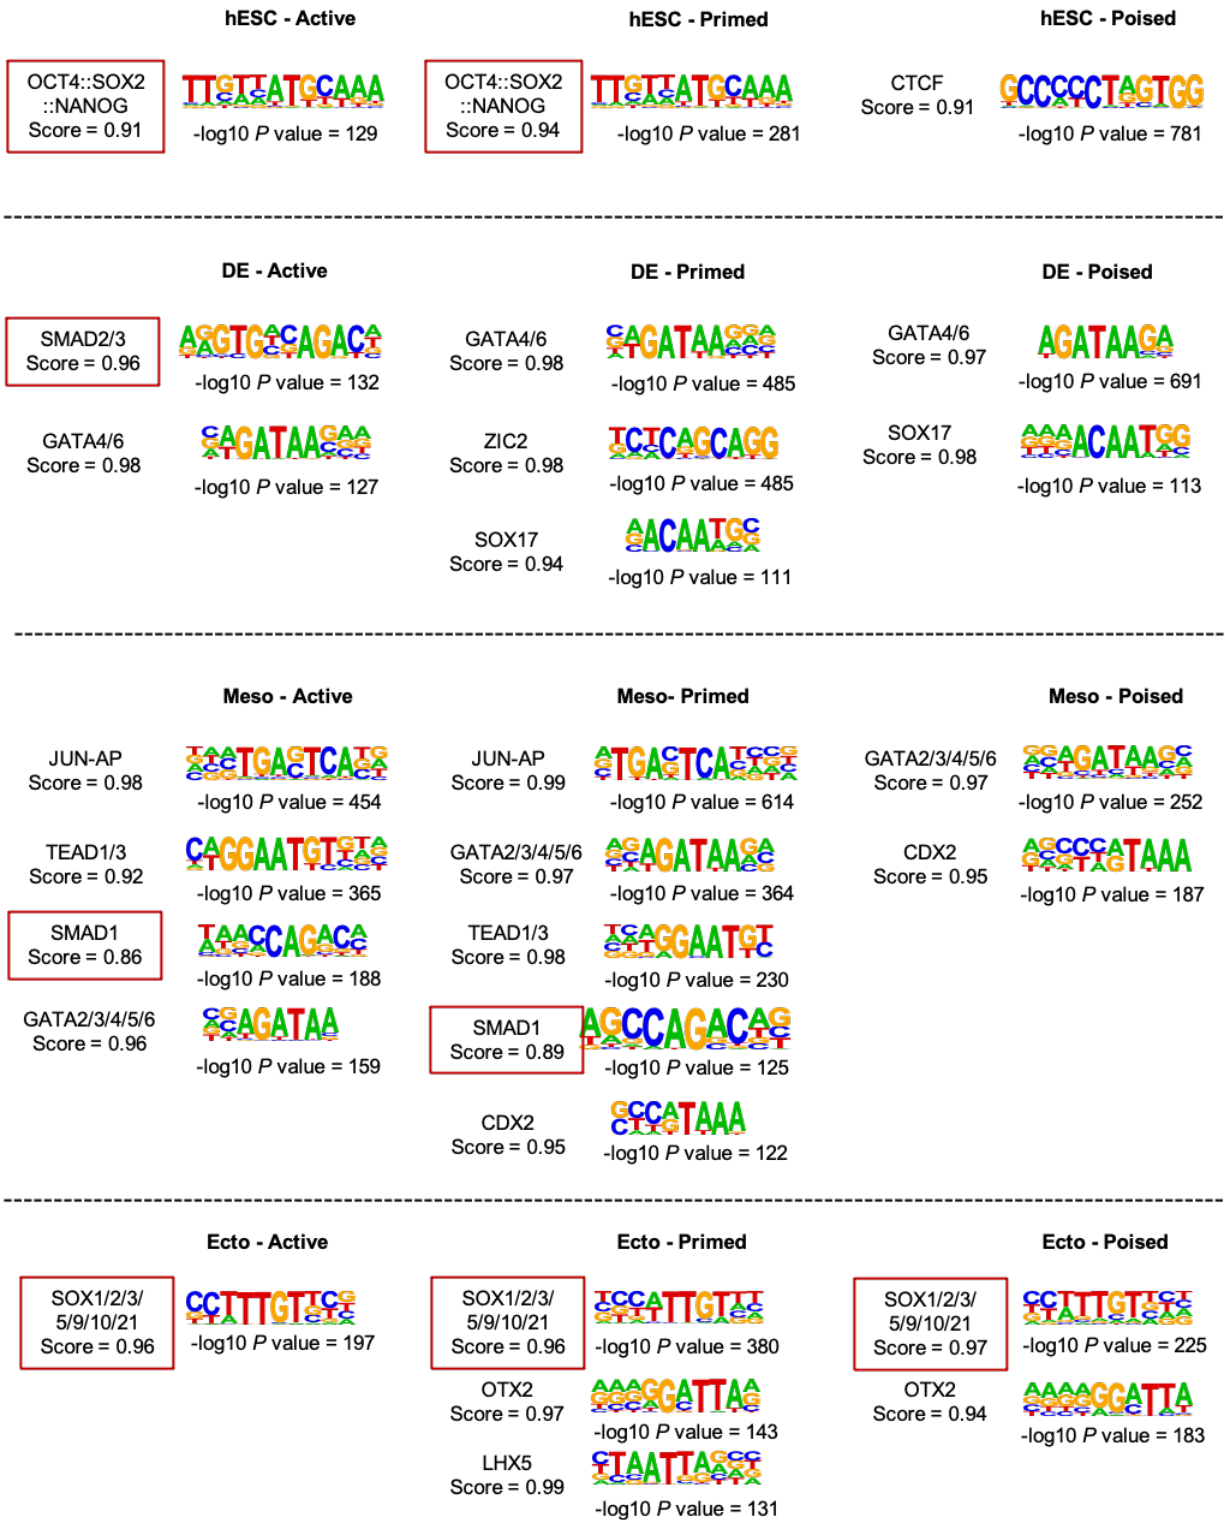 hESC - Active
hESC - Primed
hESC - Poised
OCT4::SOX2
::NANOG
Score = 0.91
-log10 P value = 129
OCT4::SOX2
::NANOG
Score = 0.94
-log10 P value = 281
CTCF
Score = 0.91
-log10 P value = 781
DE - Active
DE - Primed
DE - Poised
SMAD2/3
Score = 0.96
-log10 P value = 132
GATA4/6
Score = 0.98
-log10 P value = 485
GATA4/6
Score = 0.97
-log10 P value = 691
GATA4/6
Score = 0.98
-log10 P value = 127
ZIC2
Score = 0.98
-log10 P value = 485
SOX17
Score = 0.98
-log10 P value = 113
SOX17
Score = 0.94
-log10 P value = 111
Meso - Active
Meso- Primed
Meso - Poised
JUN-AP
Score = 0.98
-log10 P value = 454
JUN-AP
Score = 0.99
-log10 P value = 614
GATA2/3/4/5/6
Score = 0.97
-log10 P value = 252
TEAD1/3
Score = 0.92
-log10 P value = 365
GATA2/3/4/5/6
Score = 0.97
-log10 P value = 364
CDX2
Score = 0.95
-log10 P value = 187
SMAD1
Score = 0.86
-log10 P value = 188
TEAD1/3
Score = 0.98
-log10 P value = 230
GATA2/3/4/5/6
Score = 0.96
-log10 P value = 159
SMAD1
Score = 0.89
-log10 P value = 125
CDX2
Score = 0.95
-log10 P value = 122
Ecto - Active
Ecto - Primed
Ecto - Poised
SOX1/2/3/
5/9/10/21
Score = 0.96
-log10 P value = 197
SOX1/2/3/
5/9/10/21
Score = 0.96
-log10 P value = 380
SOX1/2/3/
5/9/10/21
Score = 0.97
-log10 P value = 225
OTX2
Score = 0.97
-log10 P value = 143
OTX2
Score = 0.94
-log10 P value = 183
LHX5
Score = 0.99
-log10 P value = 131